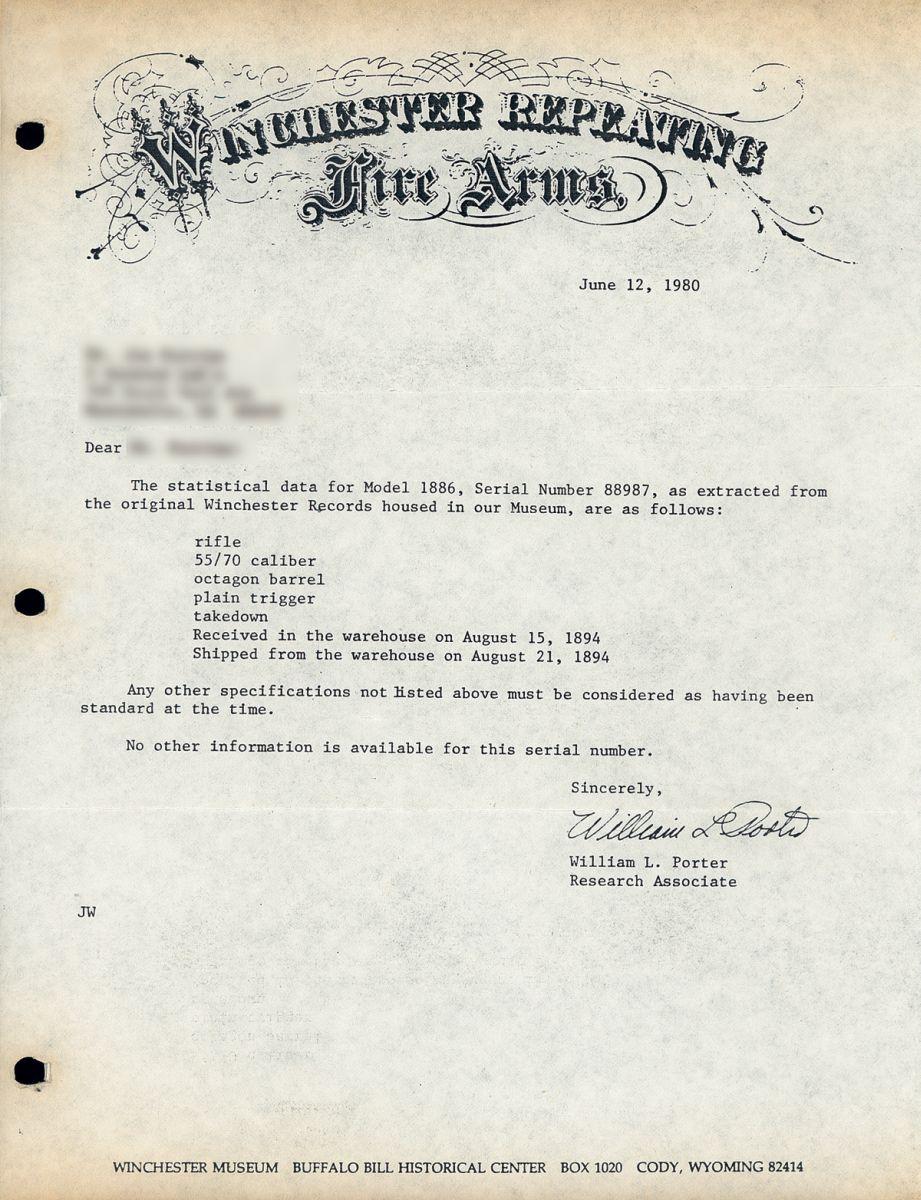 WINCHESTER REPEATING
Fire Arms,
June 12, 1980
Dear
The statistical data for Model 1886, Serial Number 88987, as extracted from
the original Winchester Records housed in our Museum, are as follows:
rifle
55/70 caliber
octagon barrel
plain trigger
takedown
Received in the warehouse on August 15, 1894
Shipped from the warehouse on August 21, 1894
Any other specifications not listed above must be considered as having been
standard at the time.
No other information is available for this serial number.
Sincerely,
William L Porter
William L. Porter
Research Associate
JW
WINCHESTER MUSEUM BUFFALO BILL HISTORICAL CENTER BOX 1020 CODY, WYOMING 82414